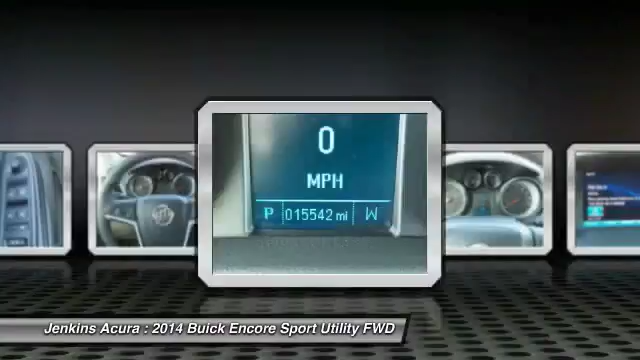 0
MPH
P 015542 mi W
Jenkins Acura : 2014 Buick Encore Sport Utility FWD